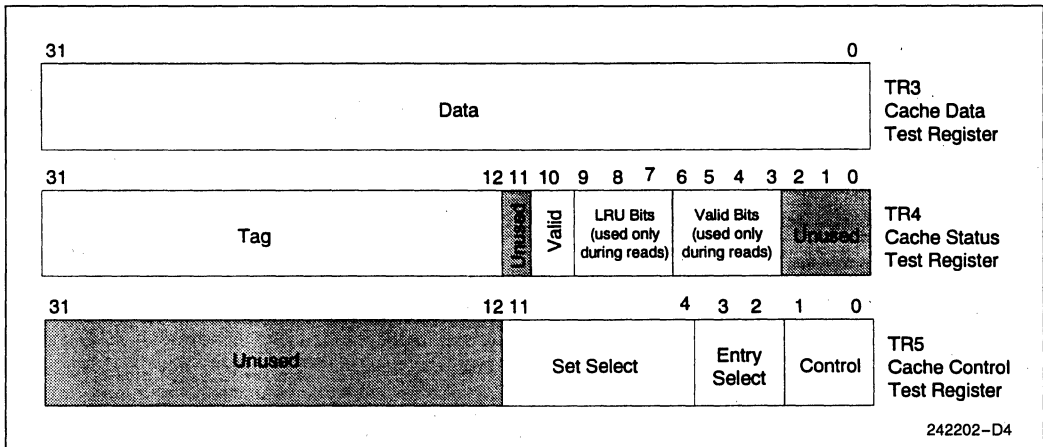 31 0
Data
TR3
Cache Data
Test Register
31 12 11 10 9 8 7 6 5 4 3 2 1 0
Tag
Unused
Valid
LRU Bits
(used only
during reads)
Valid Bits
(used only
during reads)
Unused
TR4
Cache Status
Test Register
31 12 11 4 3 2 1 0
Unused
Set Select
Entry
Select
Control
TR5
Cache Control
Test Register
242202-D4